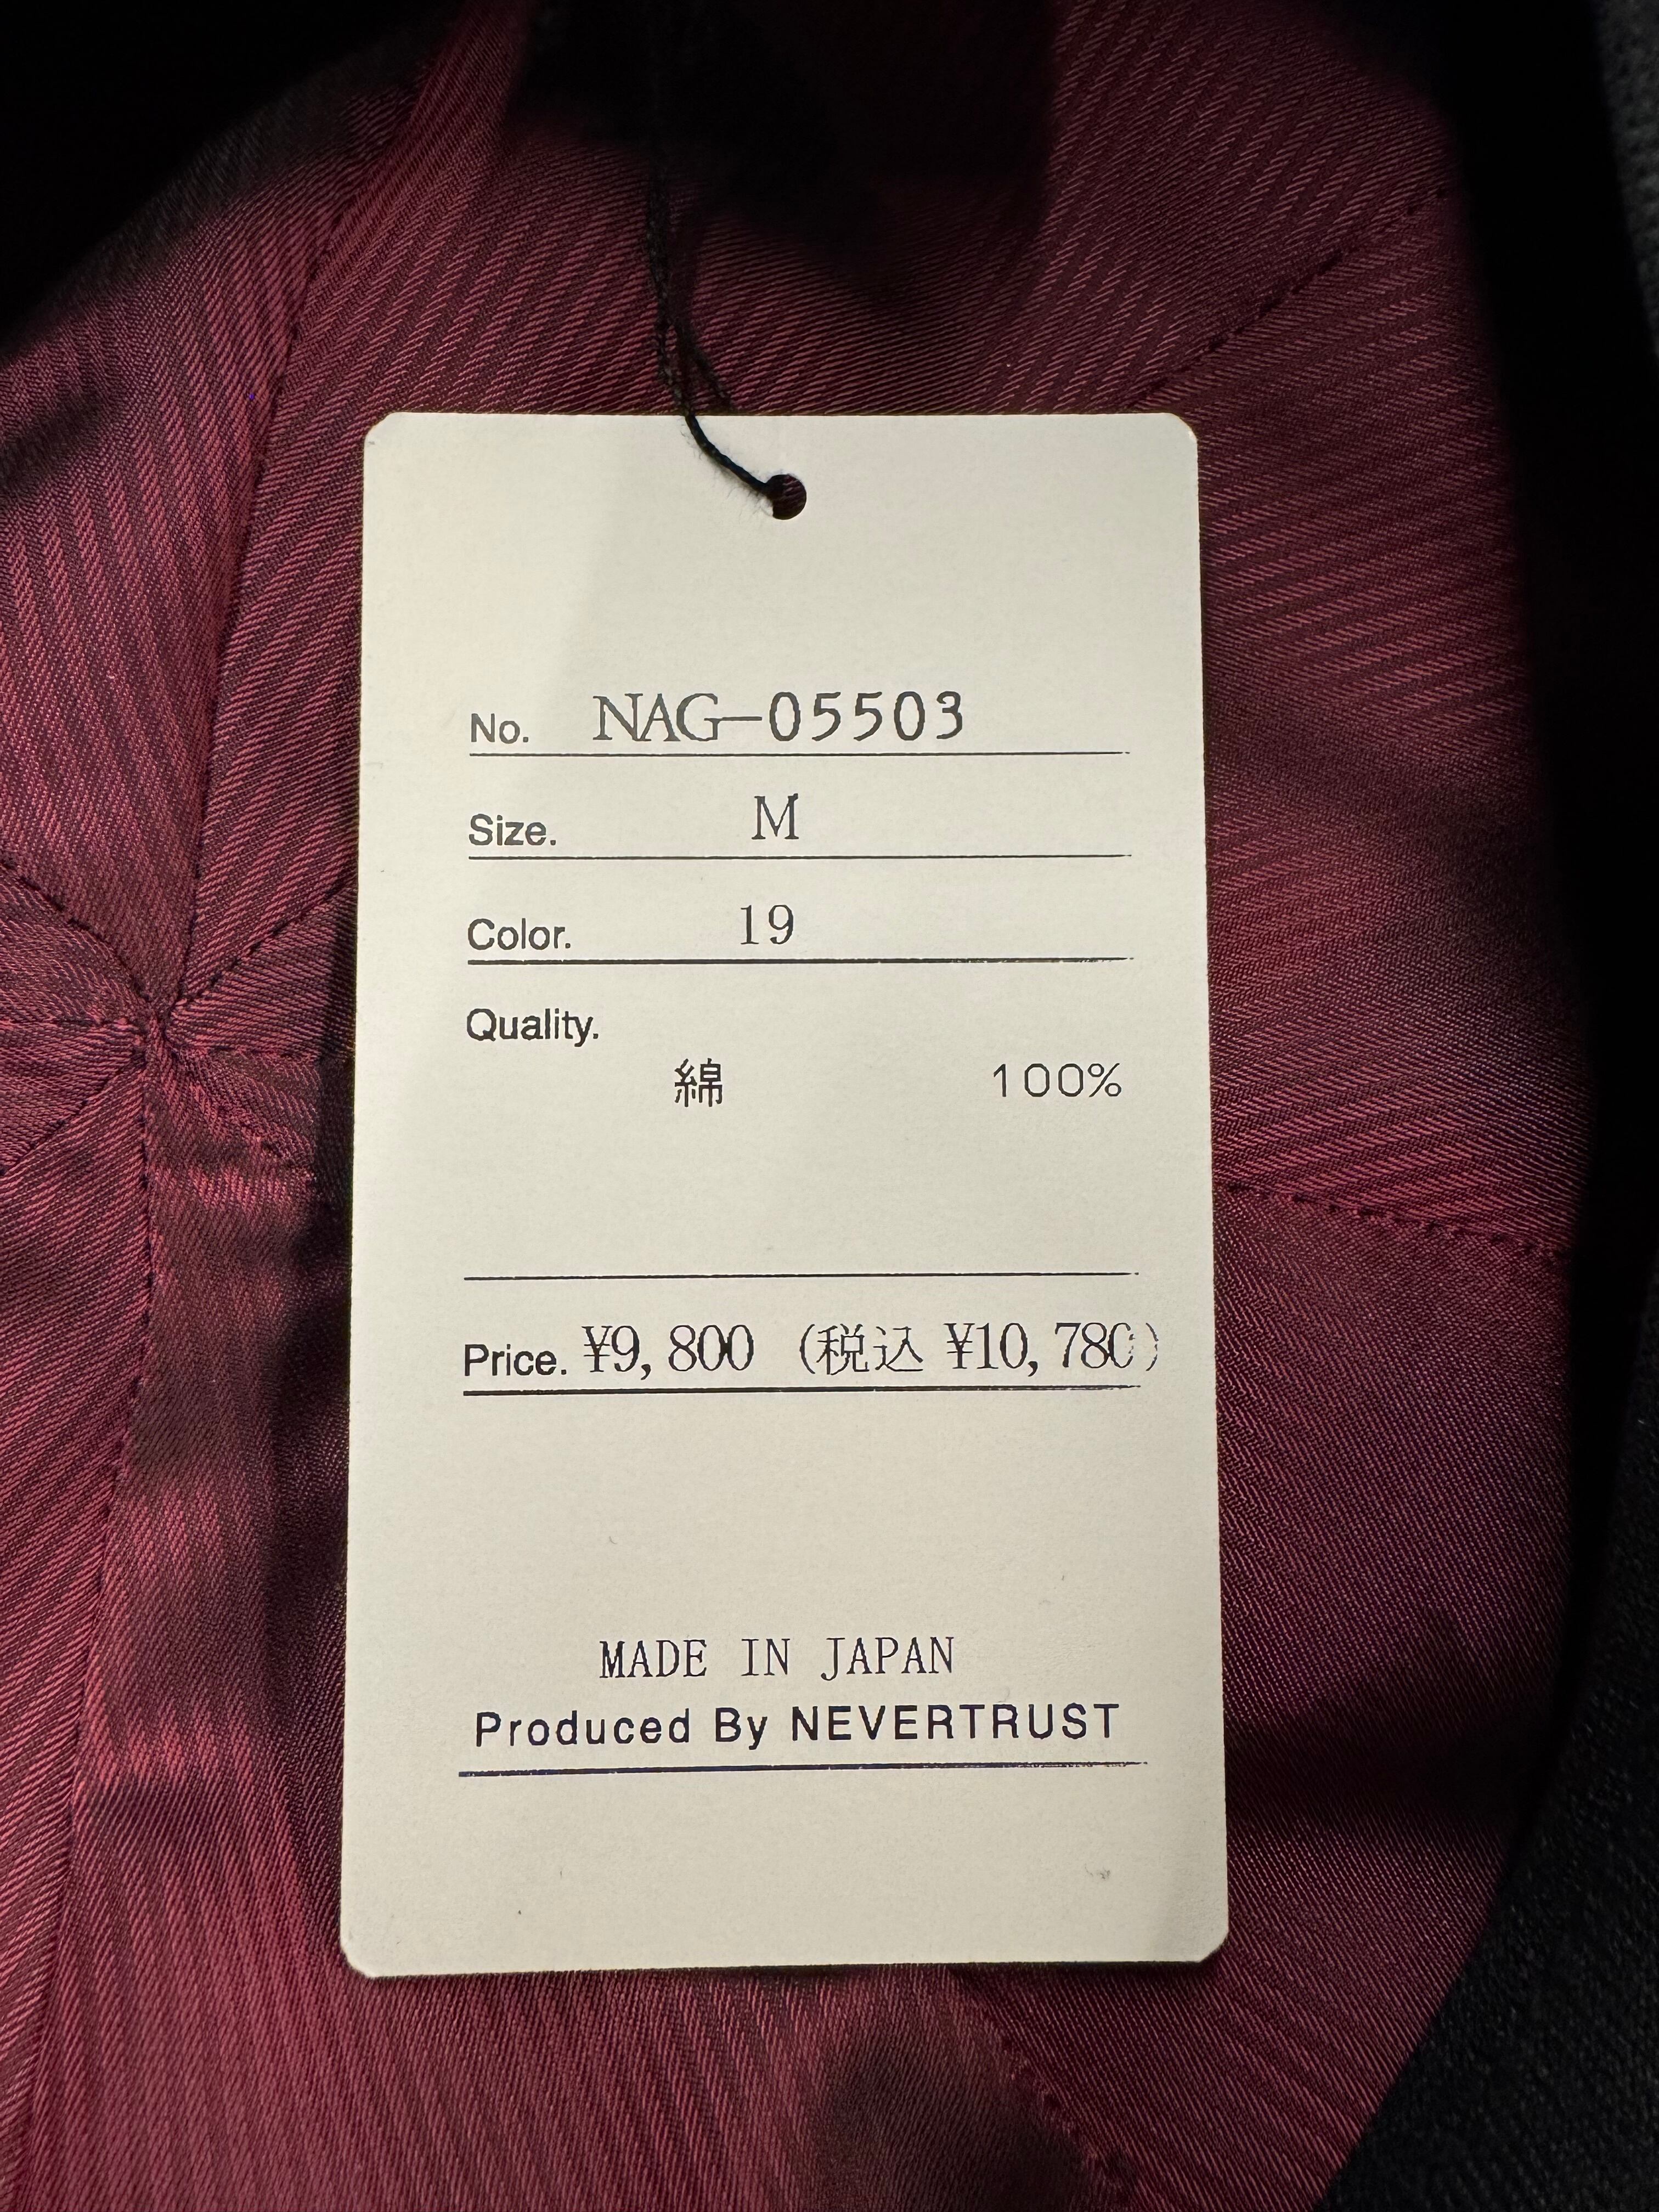 No. NAG-05503
Size. M
Color. 19
Quality.
綿 100%
Price. ¥9,800 (税込 ¥10,780)
MADE IN JAPAN
Produced By NEVERTRUST